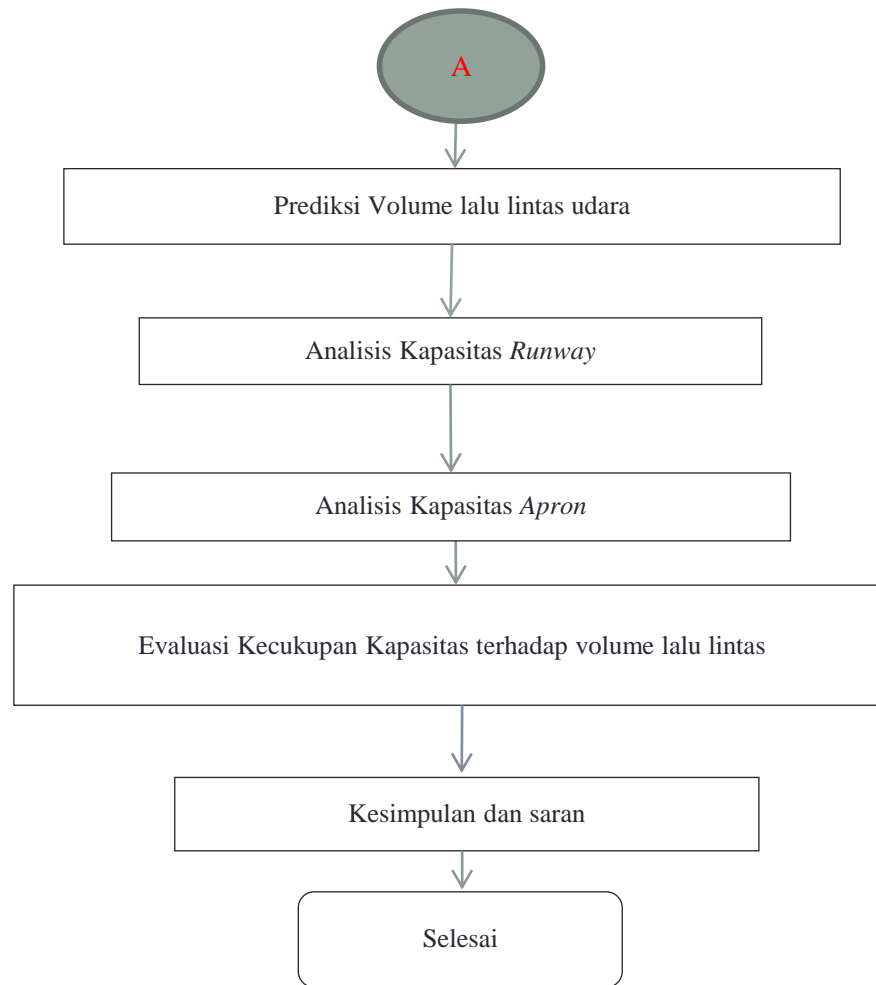 A
Prediksi Volume lalu lintas udara
Analisis Kapasitas Runway
Analisis Kapasitas Apron
Evaluasi Kecukupan Kapasitas terhadap volume lalu lintas
Kesimpulan dan saran
Selesai